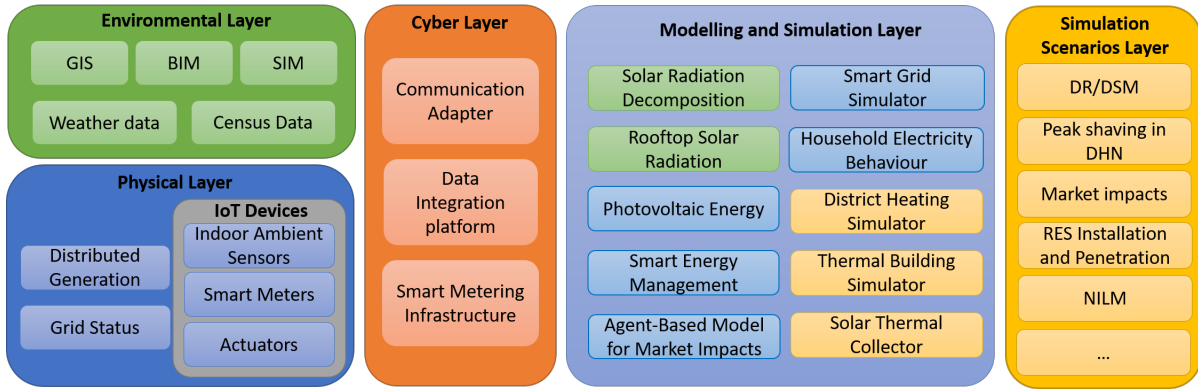 Environmental Layer
GIS
BIM
SIM
Weather data
Census Data
Physical Layer
Distributed
Generation
Grid Status
IoT Devices
Indoor Ambient
Sensors
Smart Meters
Actuators
Cyber Layer
Communication
Adapter
Data
Integration
platform
Smart Metering
Infrastructure
Modelling and Simulation Layer
Solar Radiation
Decomposition
Rooftop Solar
Radiation
Photovoltaic Energy
Smart Energy
Management
Agent-Based Model
for Market Impacts
Smart Grid
Simulator
Household Electricity
Behaviour
District Heating
Simulator
Thermal Building
Simulator
Solar Thermal
Collector
Simulation
Scenarios Layer
DR/DSM
Peak shaving in
DHN
Market impacts
RES Installation
and Penetration
NILM
...